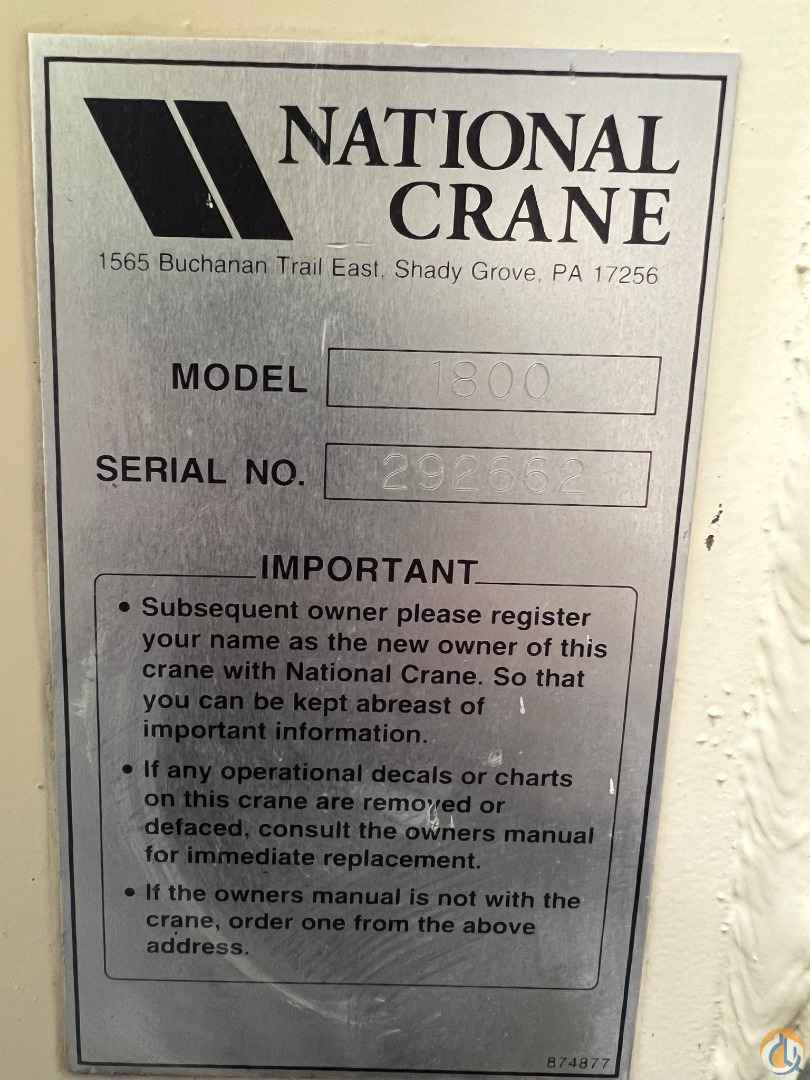 NATIONAL
CRANE
1565 Buchanan Trail East, Shady Grove, PA 17256
MODEL 1800
SERIAL NO. 292662
IMPORTANT
• Subsequent owner please register
your name as the new owner of this
crane with National Crane. So that
you can be kept abreast of
important information.
• If any operational decals or charts
on this crane are removed or
defaced, consult the owners manual
for immediate replacement.
• If the owners manual is not with the
crane, order one from the above
address.
874877